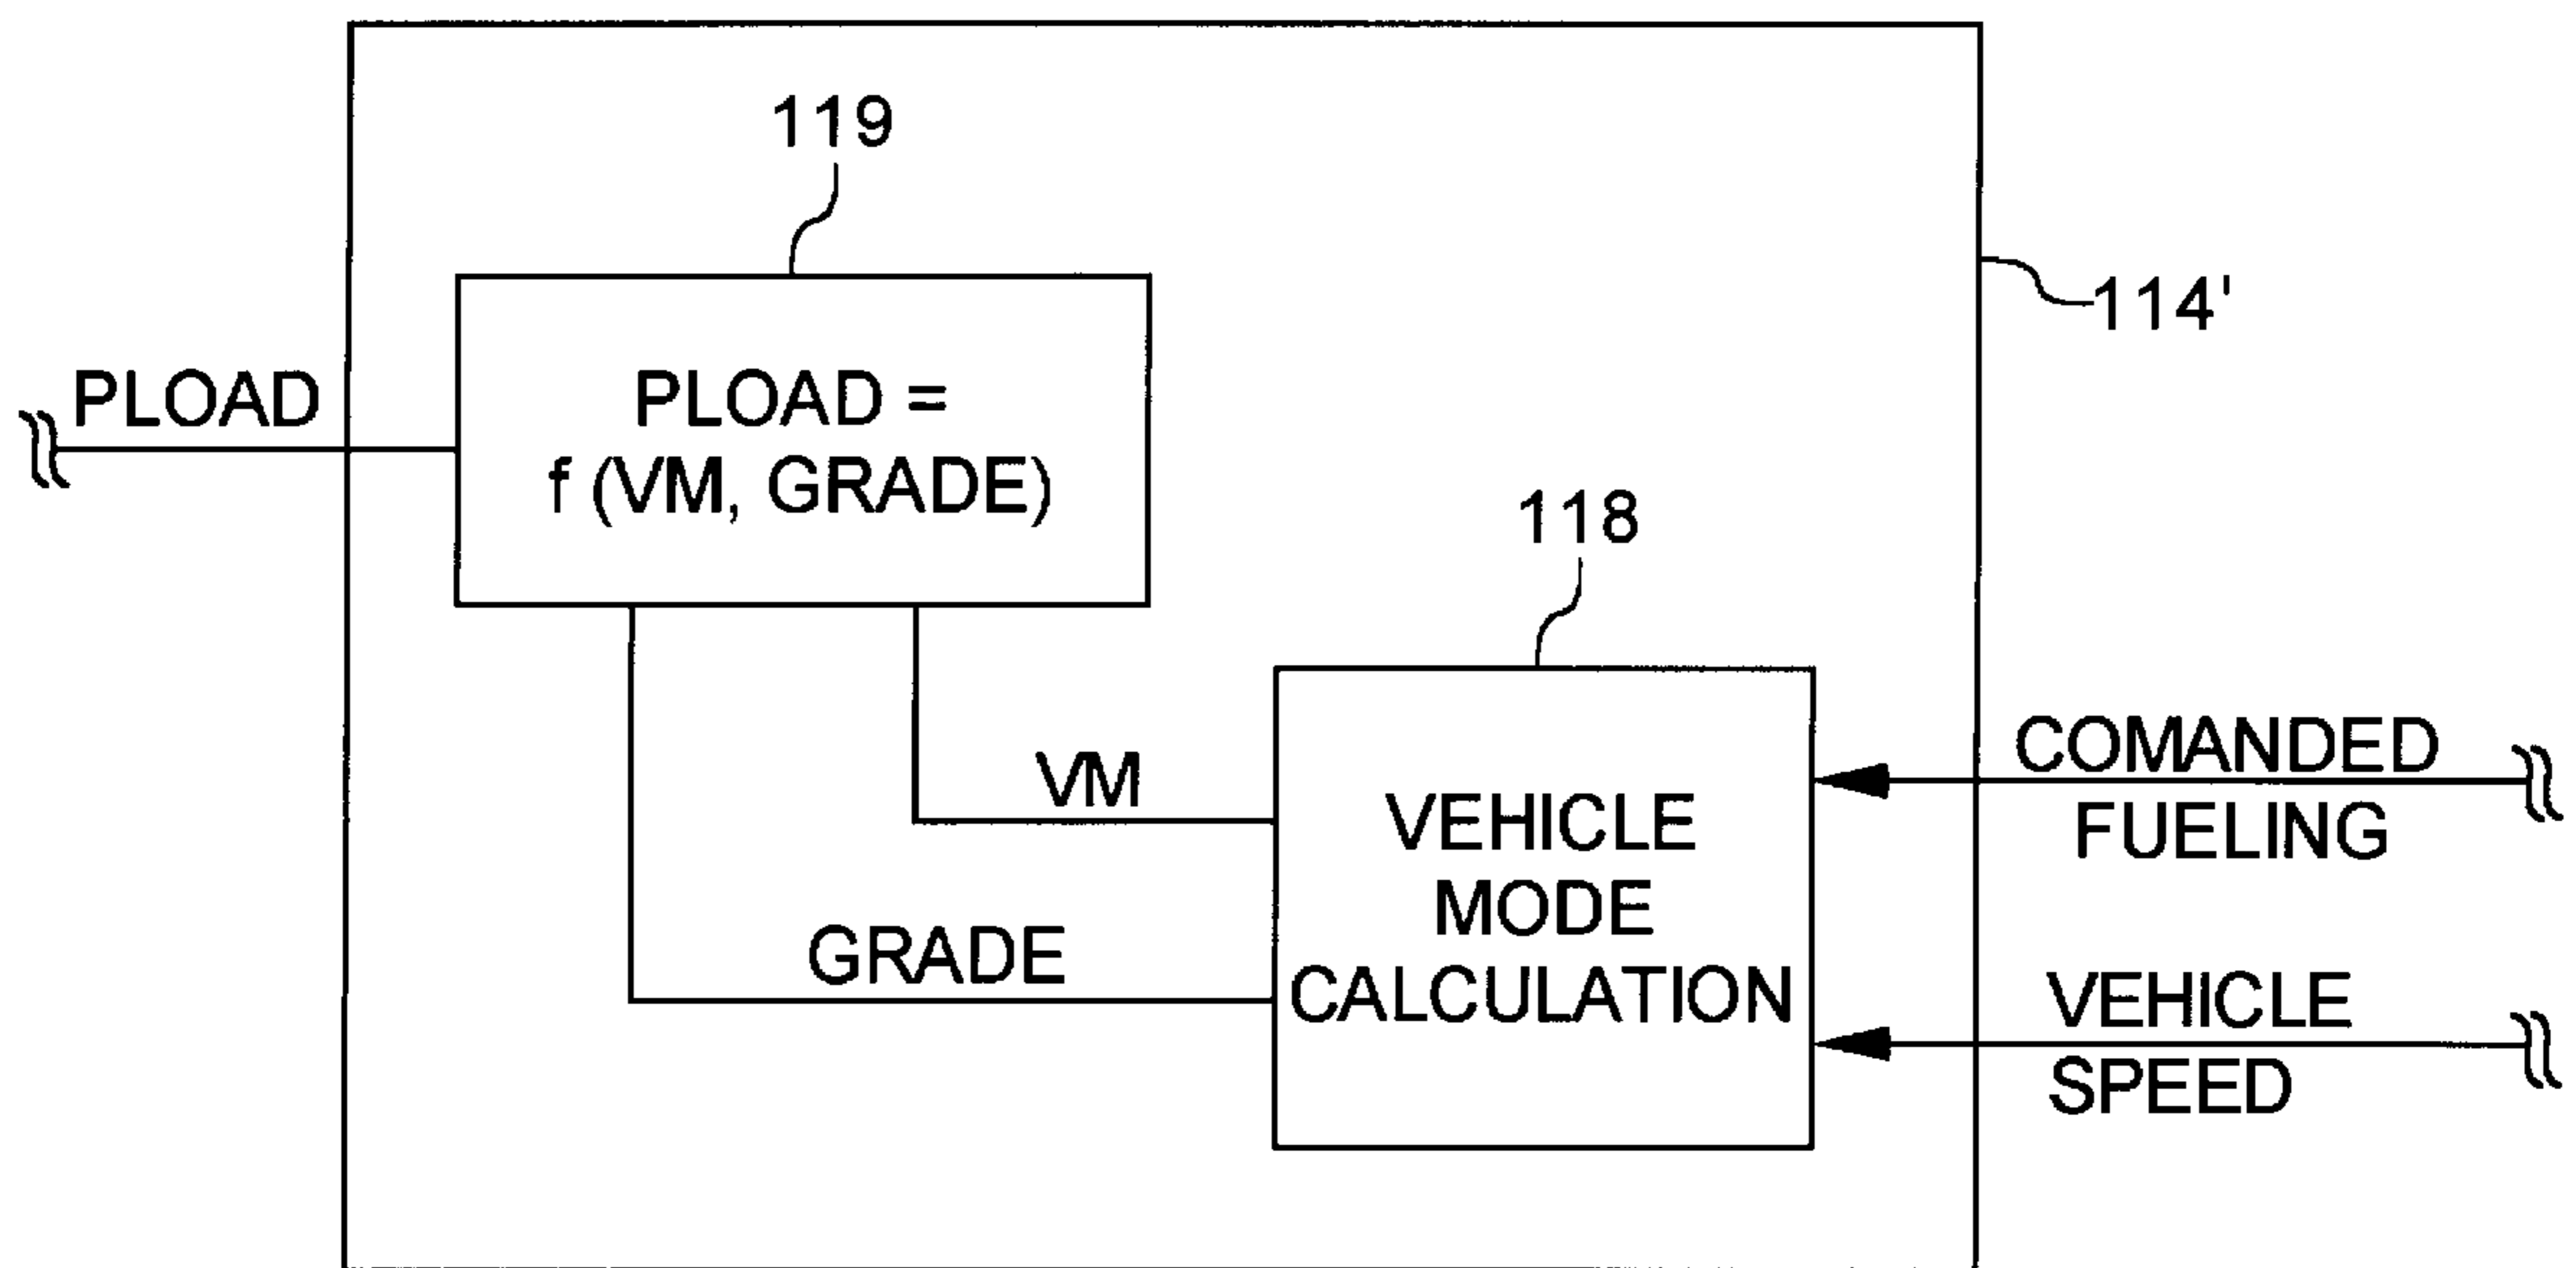 119
114'
PLOAD
PLOAD =
f (VM, GRADE)
118
VM
GRADE
VEHICLE
MODE
CALCULATION
COMANDED
FUELING
VEHICLE
SPEED